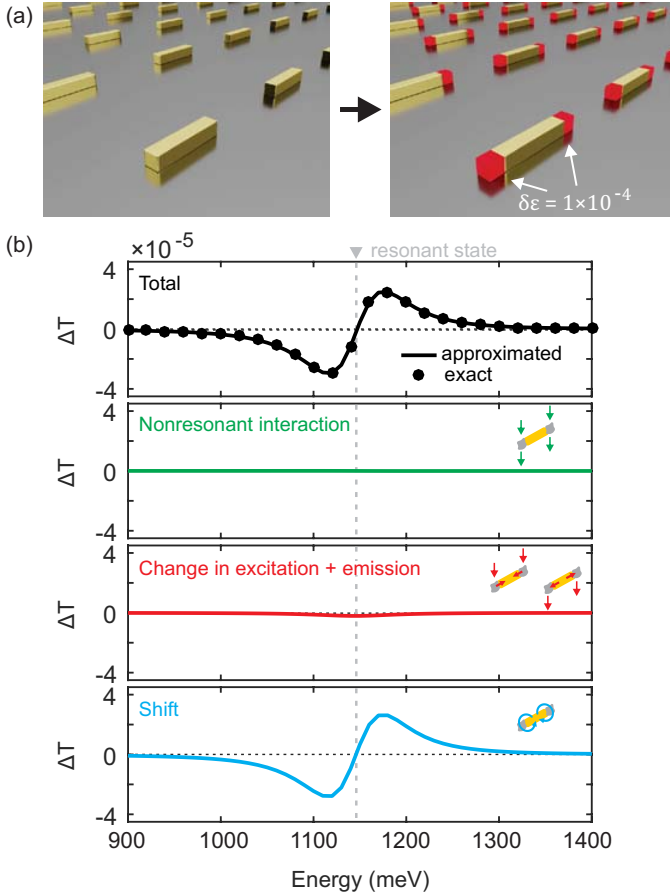 (a)
δε = 1×10⁻⁴
(b)
×10⁻⁵
resonant state
4
Total
ΔT
0
approximated
exact
-4
4
Nonresonant interaction
ΔT
0
-4
4
Change in excitation + emission
ΔT
0
-4
4
Shift
ΔT
0
-4
900 1000 1100 1200 1300 1400
Energy (meV)